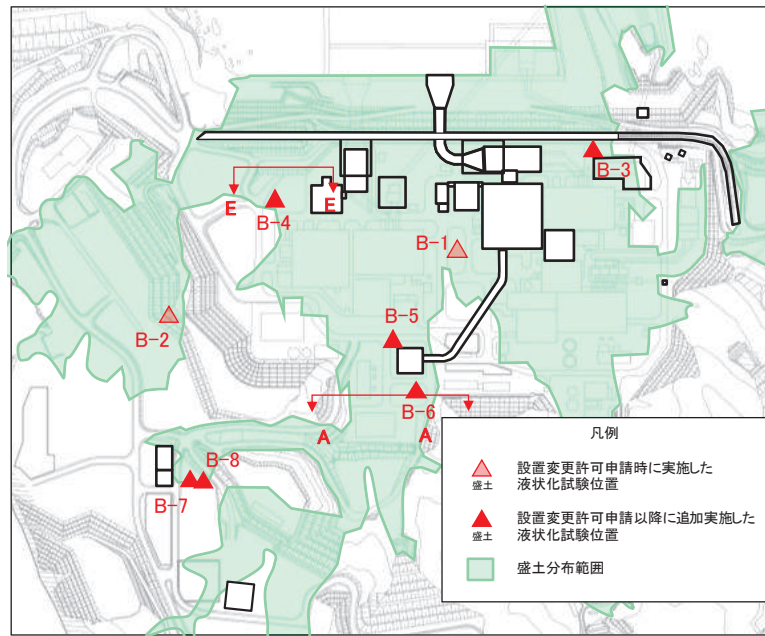 B-3
E
B-4
E
B-1
B-2
B-5
B-6
A
A
B-8
B-7
凡例
盛土
設置変更許可申請時に実施した
液状化試験位置
盛土
設置変更許可申請以降に追加実施した
液状化試験位置
盛土分布範囲